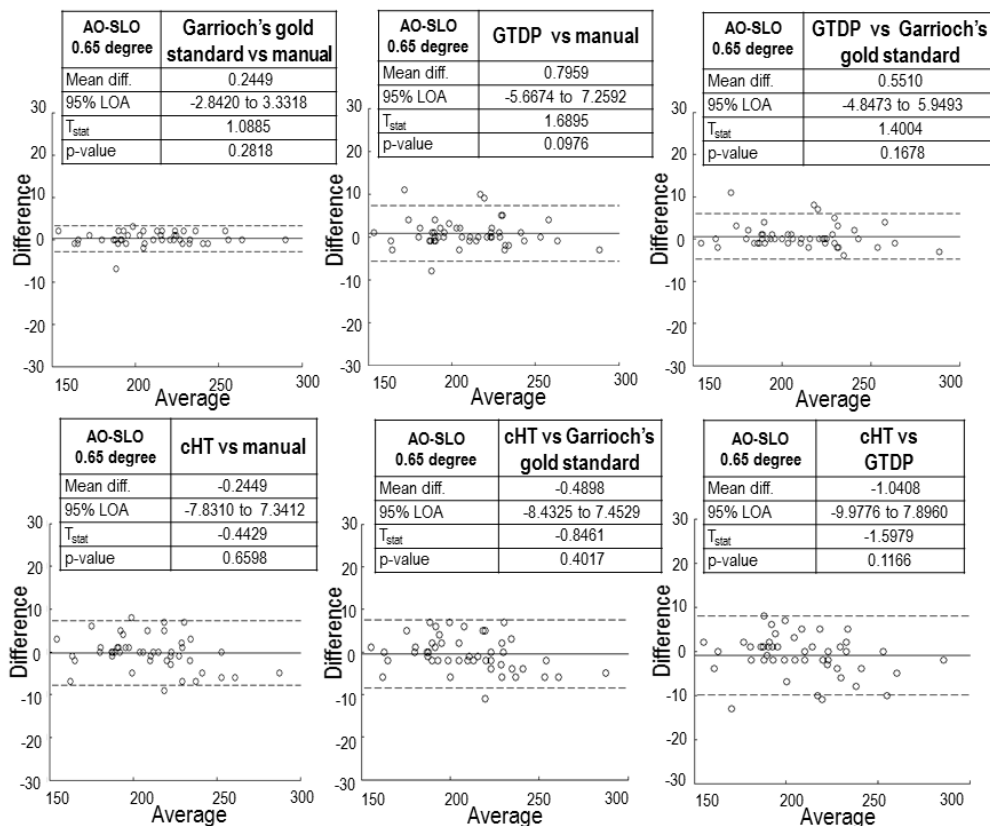 AO-SLO
0.65 degree
Garrioch's gold
standard vs manual
Mean diff. 0.2449
95% LOA -2.8420 to 3.3318
Tstat 1.0885
p-value 0.2818
30
20
10
0
-10
-20
-30
Difference
150 200 250 300
Average
AO-SLO
0.65 degree
GTDP vs manual
Mean diff. 0.7959
95% LOA -5.6674 to 7.2592
Tstat 1.6895
p-value 0.0976
30
20
10
0
-10
-20
-30
Difference
150 200 250 300
Average
AO-SLO
0.65 degree
GTDP vs Garrioch's
gold standard
Mean diff. 0.5510
95% LOA -4.8473 to 5.9493
Tstat 1.4004
p-value 0.1678
30
20
10
0
-10
-20
-30
Difference
150 200 250 300
Average
AO-SLO
0.65 degree
cHT vs manual
Mean diff. -0.2449
95% LOA -7.8310 to 7.3412
Tstat -0.4429
p-value 0.6598
30
20
10
0
-10
-20
-30
Difference
150 200 250 300
Average
AO-SLO
0.65 degree
cHT vs Garrioch's
gold standard
Mean diff. -0.4898
95% LOA -8.4325 to 7.4529
Tstat -0.8461
p-value 0.4017
30
20
10
0
-10
-20
-30
Difference
150 200 250 300
Average
AO-SLO
0.65 degree
cHT vs
GTDP
Mean diff. -1.0408
95% LOA -9.9776 to 7.8960
Tstat -1.5979
p-value 0.1166
30
20
10
0
-10
-20
-30
Difference
150 200 250 300
Average